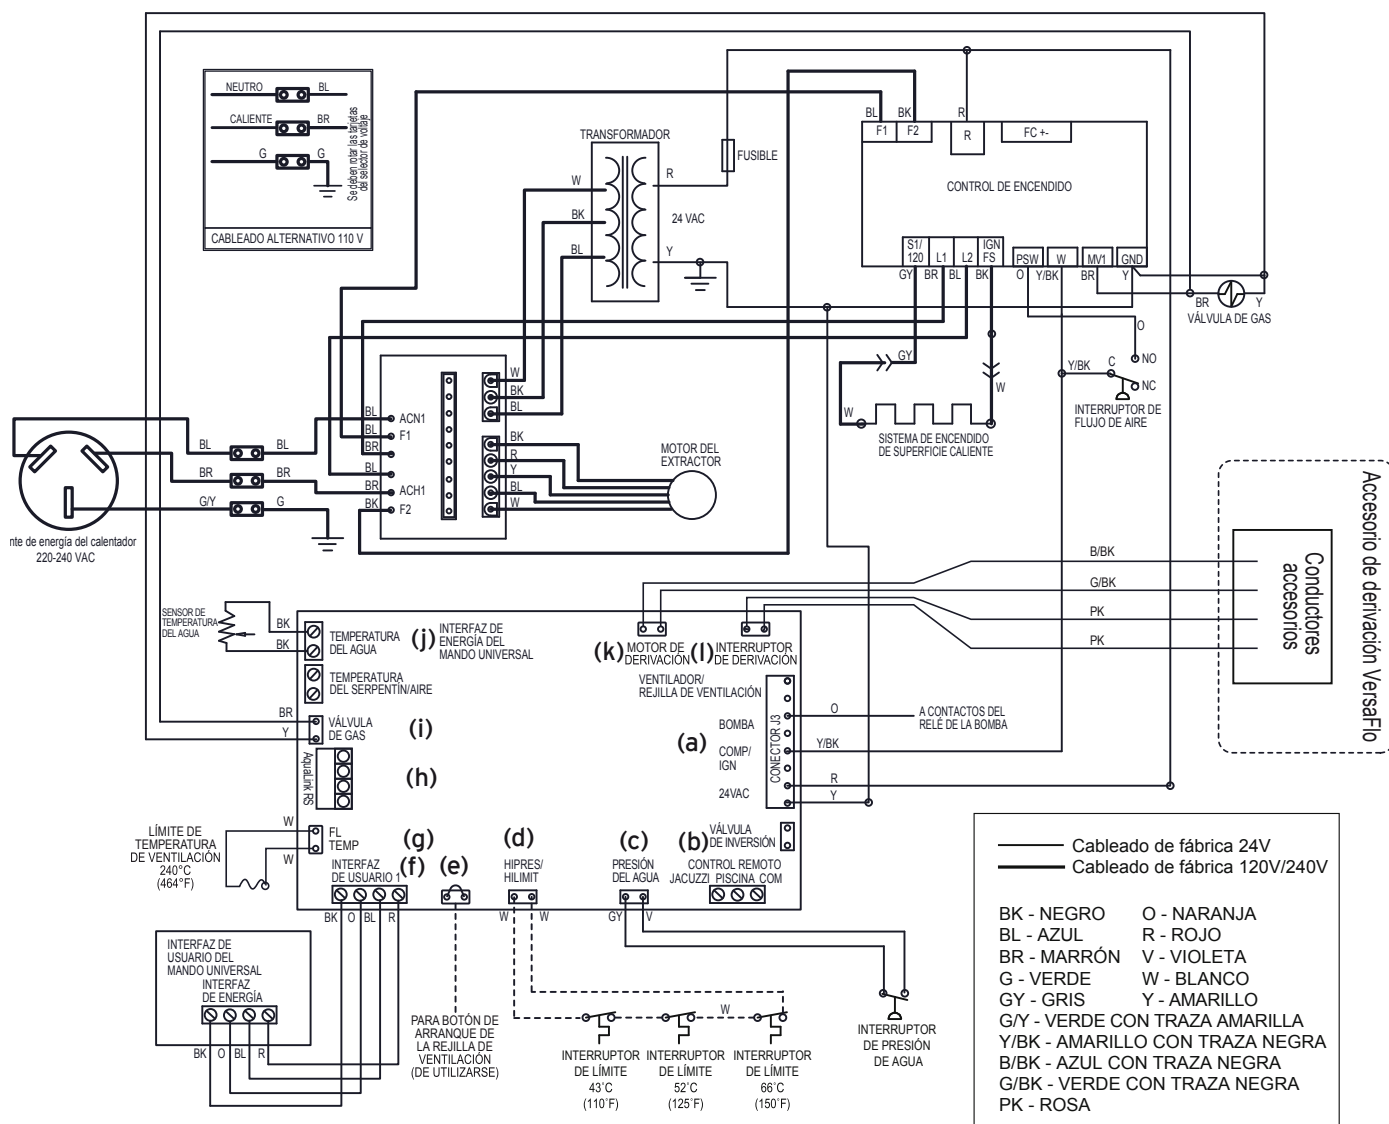 NEUTRO
BL
CALIENTE
BR
G
G
Se deben rotar las tarjetas
del selector de voltaje
CABLEADO ALTERNATIVO 110 V
TRANSFORMADOR
W
BK
BL
R
24 VAC
Y
FUSIBLE
BL
BK
R
F1
F2
R
FC +-
CONTROL DE ENCENDIDO
S1/
120
L1
L2
IGN
FS
PSW
W
MV1
GND
GY
BR
BL
BK
O
Y/BK
BR
Y
BR
Y
VÁLVULA DE GAS
O
NO
Y/BK
C
NC
INTERRUPTOR DE
FLUJO DE AIRE
GY
W
W
SISTEMA DE ENCENDIDO
DE SUPERFICIE CALIENTE
W
BK
BL
BL
ACN1
BL
F1
BR
BL
BR
ACH1
BK
F2
BK
R
Y
BL
W
MOTOR DEL
EXTRACTOR
BL
BL
BR
BR
G/Y
G
nte de energía del calentador
220-240 VAC
B/BK
G/BK
PK
PK
Conductores
accesorios
Accesorio de derivación VersaFlo
SENSOR DE
TEMPERATURA
DEL AGUA
BK
BK
TEMPERATURA
DEL AGUA
(j)
INTERFAZ DE
ENERGÍA DEL
MANDO UNIVERSAL
TEMPERATURA
DEL SERPENTÍN/AIRE
(k)
MOTOR DE
DERIVACIÓN
(l)
INTERRUPTOR
DE DERIVACIÓN
VENTILADOR/
REJILLA DE VENTILACIÓN
BOMBA
(a)
COMP/
IGN
24VAC
CONECTOR J3
O
A CONTACTOS DEL
RELÉ DE LA BOMBA
Y/BK
R
Y
BR
Y
VÁLVULA
DE GAS
(i)
AquaLink RS
(h)
LÍMITE DE
TEMPERATURA
DE VENTILACIÓN
240°C
(464°F)
W
W
FL
TEMP
(g)
INTERFAZ
DE USUARIO 1
(f)
(e)
(d)
HIPRES/
HILIMIT
(c)
PRESIÓN
DEL AGUA
(b)
VÁLVULA
DE INVERSIÓN
CONTROL REMOTO
JACUZZI PISCINA COM
BK
O
BL
R
W
W
GY
V
INTERFAZ DE
USUARIO DEL
MANDO UNIVERSAL
INTERFAZ
DE ENERGÍA
BK
O
BL
R
PARA BOTÓN DE
ARRANQUE DE
LA REJILLA DE
VENTILACIÓN
(DE UTILIZARSE)
W
INTERRUPTOR
DE LÍMITE
43°C
(110°F)
INTERRUPTOR
DE LÍMITE
52°C
(125°F)
INTERRUPTOR
DE LÍMITE
66°C
(150°F)
INTERRUPTOR
DE PRESIÓN
DE AGUA
Cableado de fábrica 24V
Cableado de fábrica 120V/240V
BK - NEGRO O - NARANJA
BL - AZUL R - ROJO
BR - MARRÓN V - VIOLETA
G - VERDE W - BLANCO
GY - GRIS Y - AMARILLO
G/Y - VERDE CON TRAZA AMARILLA
Y/BK - AMARILLO CON TRAZA NEGRA
B/BK - AZUL CON TRAZA NEGRA
G/BK - VERDE CON TRAZA NEGRA
PK - ROSA